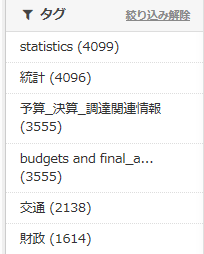 タグ 絞り込み解除
statistics (4099)
統計 (4096)
予算_決算_調達関連情報
(3555)
budgets and final_a...
(3555)
交通 (2138)
財政 (1614)